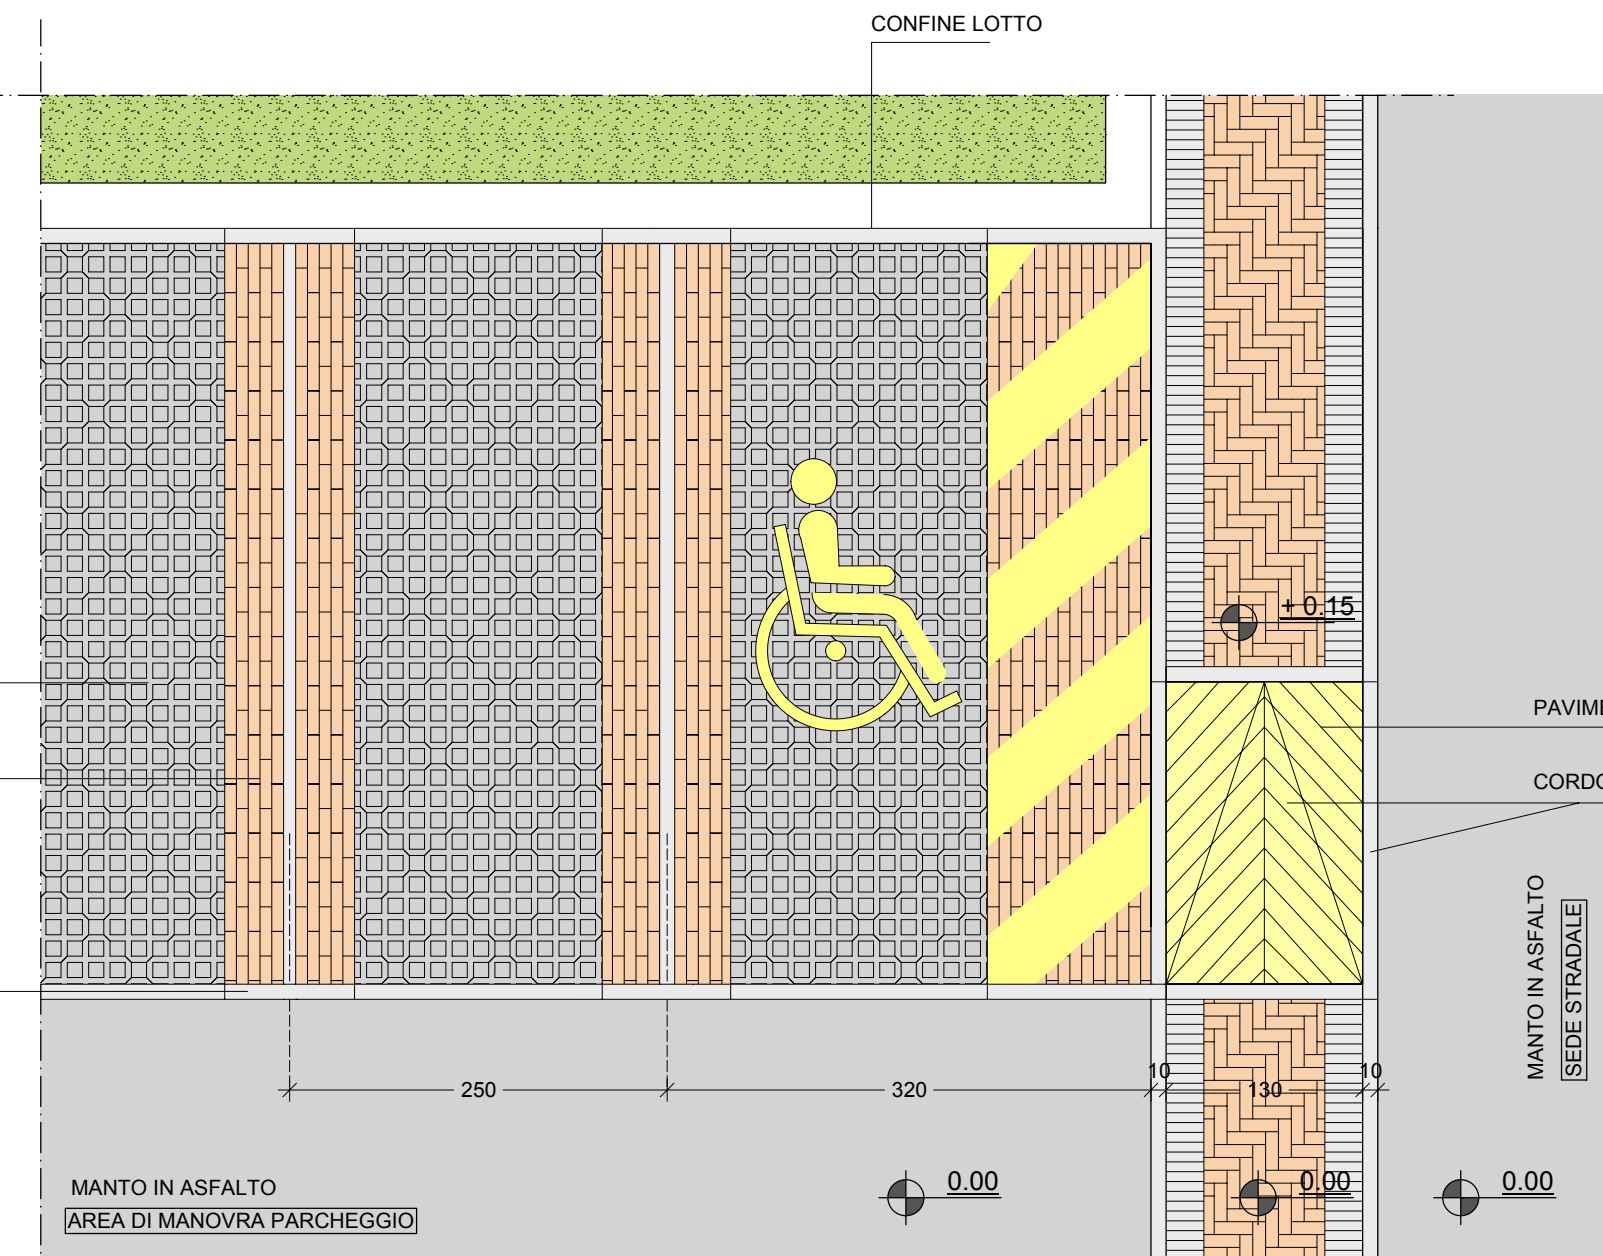 CONFINE LOTTO
+ 0.15
PAVIME
CORDO
MANTO IN ASFALTO
SEDE STRADALE
250
320
10
130
10
MANTO IN ASFALTO
AREA DI MANOVRA PARCHEGGIO
0.00
0.00
0.00